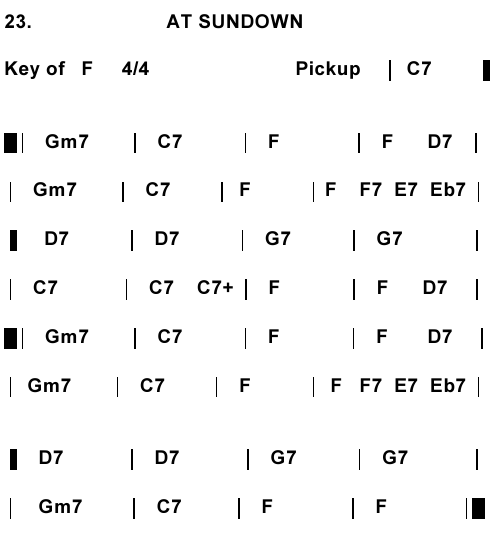 23. AT SUNDOWN
Key of F 4/4 Pickup | C7
| Gm7 | C7 | F | F D7 |
| Gm7 | C7 | F | F F7 E7 Eb7 |
| D7 | D7 | G7 | G7 |
| C7 | C7 C7+ | F | F D7 |
| Gm7 | C7 | F | F D7 |
| Gm7 | C7 | F | F F7 E7 Eb7 |
| D7 | D7 | G7 | G7 |
| Gm7 | C7 | F | F |